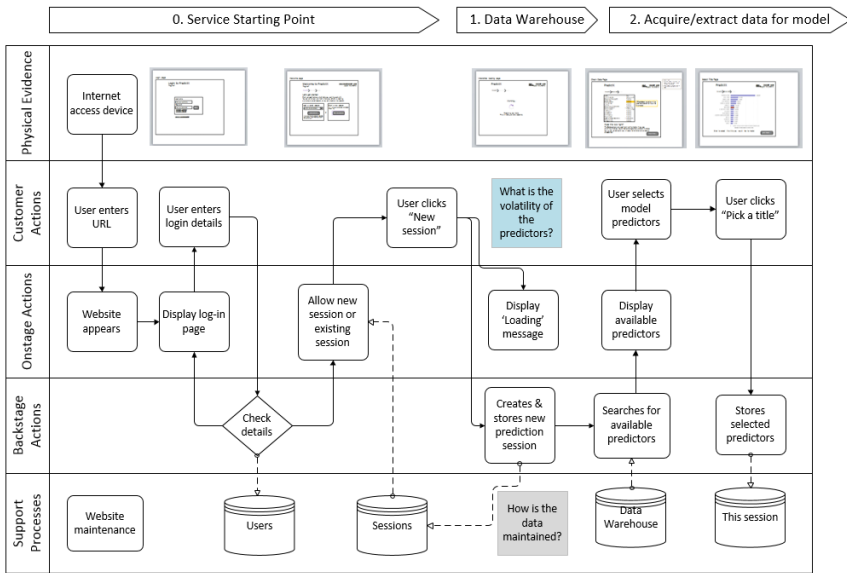 0. Service Starting Point
1. Data Warehouse
2. Acquire/extract data for model
Physical Evidence
Internet
access device
Customer
Actions
User enters
URL
User enters
login details
User clicks
“New
session”
What is the
volatility of
the
predictors?
User selects
model
predictors
User clicks
“Pick a title”
Onstage Actions
Website
appears
Display log-in
page
Allow new
session or
existing
session
Display
‘Loading’
message
Display
available
predictors
Backstage
Actions
Check
details
Creates &
stores new
prediction
session
Searches for
available
predictors
Stores
selected
predictors
Support
Processes
Website
maintenance
Users
Sessions
How is the
data
maintained?
Data
Warehouse
This session